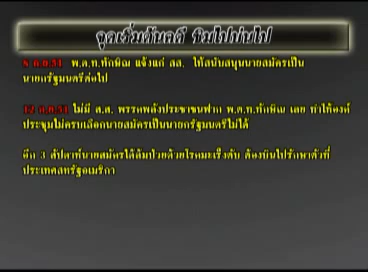 จุดเริ่มต้นคดี ชิมไปบ่นไป
8 ก.ย.51 พ.ต.ท.ทักษิณ แจ้งแก่ สส. ให้สนับสนุนนายสมัครเป็น
นายกรัฐมนตรีต่อไป
12 ก.ย.51 ไม่มี ส.ส. พรรคพลังประชาชนฟาก พ.ต.ท.ทักษิณ เลย ทำให้องค์
ประชุมไม่ครบเลือกนายสมัครเป็นนายกรัฐมนตรีไม่ได้
อีก 3 สัปดาห์นายสมัครได้ล้มป่วยด้วยโรคมะเร็งตับ ต้องบินไปรักษาตัวที่
ประเทศสหรัฐอเมริกา